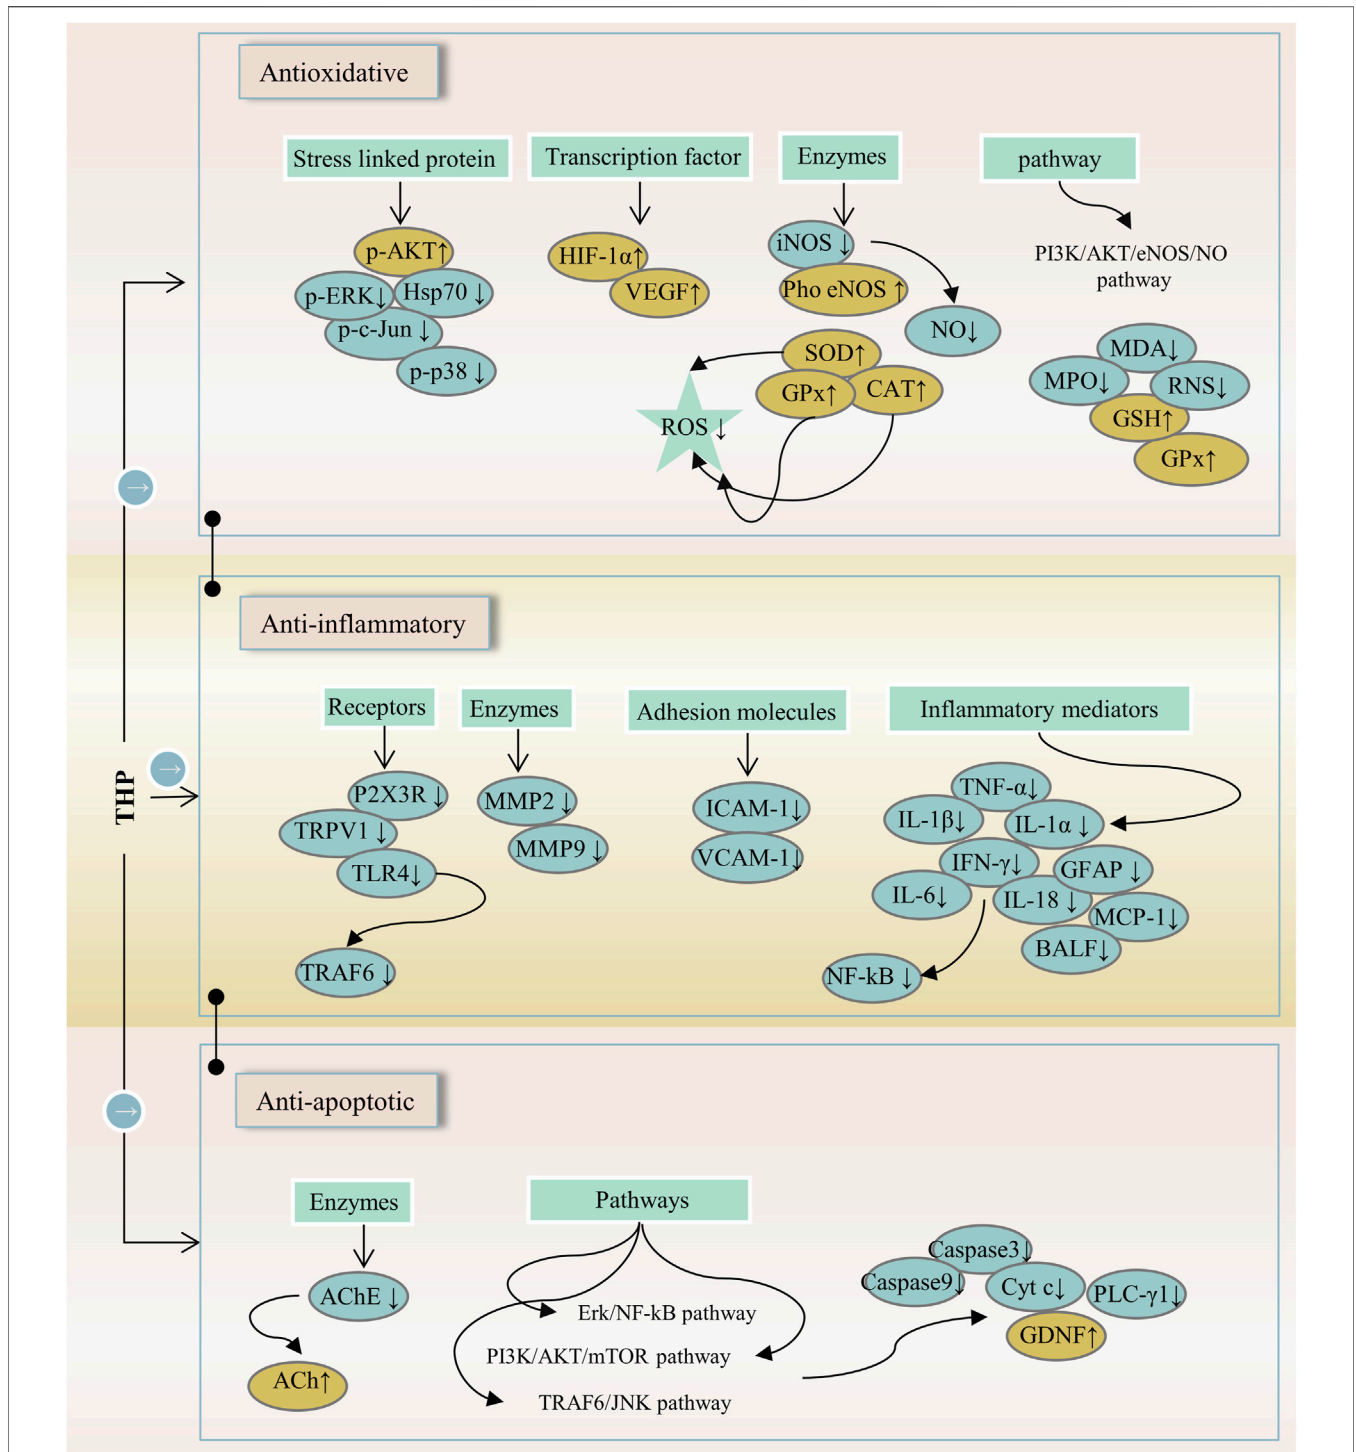 Antioxidative
Stress linked protein
Transcription factor
Enzymes
pathway
p-AKT↑
p-ERK↓
Hsp70 ↓
p-c-Jun ↓
p-p38 ↓
HIF-1α↑
VEGF↑
iNOS ↓
Pho eNOS ↑
NO↓
PI3K/AKT/eNOS/NO
pathway
SOD↑
GPx↑
CAT↑
ROS ↓
MDA↓
MPO↓
RNS↓
GSH↑
GPx↑
→
THP
→
Anti-inflammatory
Receptors
Enzymes
Adhesion molecules
Inflammatory mediators
P2X3R ↓
TRPV1 ↓
TLR4↓
TRAF6 ↓
MMP2 ↓
MMP9 ↓
ICAM-1↓
VCAM-1↓
TNF-α↓
IL-1β↓
IL-1α ↓
IFN-γ↓
GFAP ↓
IL-6↓
IL-18 ↓
MCP-1↓
BALF↓
NF-kB ↓
→
Anti-apoptotic
Enzymes
Pathways
AChE ↓
ACh↑
Erk/NF-kB pathway
PI3K/AKT/mTOR pathway
TRAF6/JNK pathway
Caspase3↓
Caspase9↓
Cyt c↓
PLC-γ1↓
GDNF↑